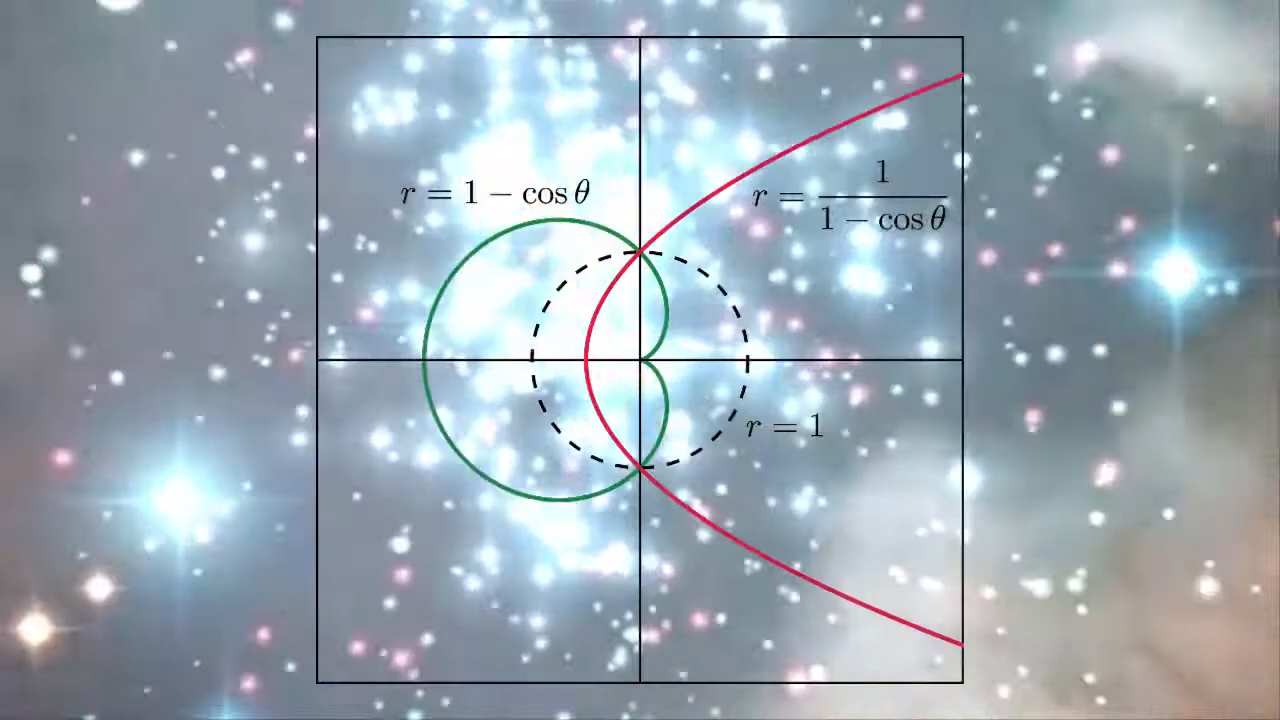 r = 1 − cos θ
r = 1/(1 − cos θ)
r = 1